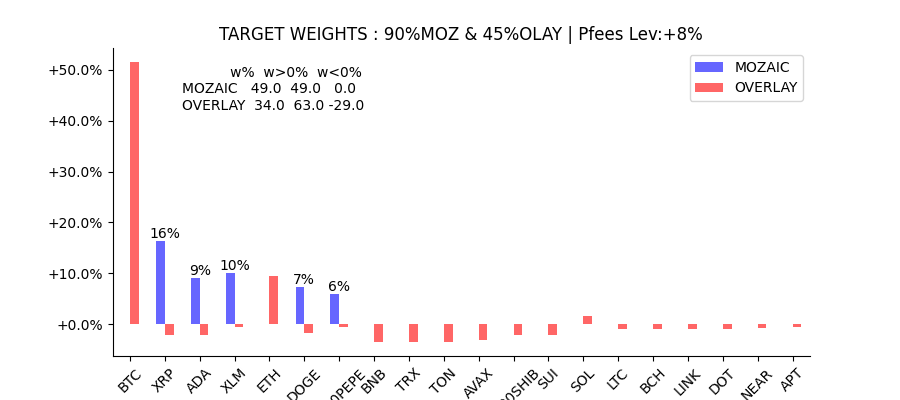 TARGET WEIGHTS : 90%MOZ & 45%OLAY | Pfees Lev:+8%
+50.0%
+40.0%
+30.0%
+20.0%
+10.0%
+0.0%
w% w>0% w<0%
MOZAIC 49.0 49.0 0.0
OVERLAY 34.0 63.0 -29.0
MOZAIC
OVERLAY
16%
9%
10%
7%
6%
BTC
XRP
ADA
XLM
ETH
DOGE
0PEPE
BNB
TRX
TON
AVAX
0SHIB
SUI
SOL
LTC
BCH
LINK
DOT
NEAR
APT